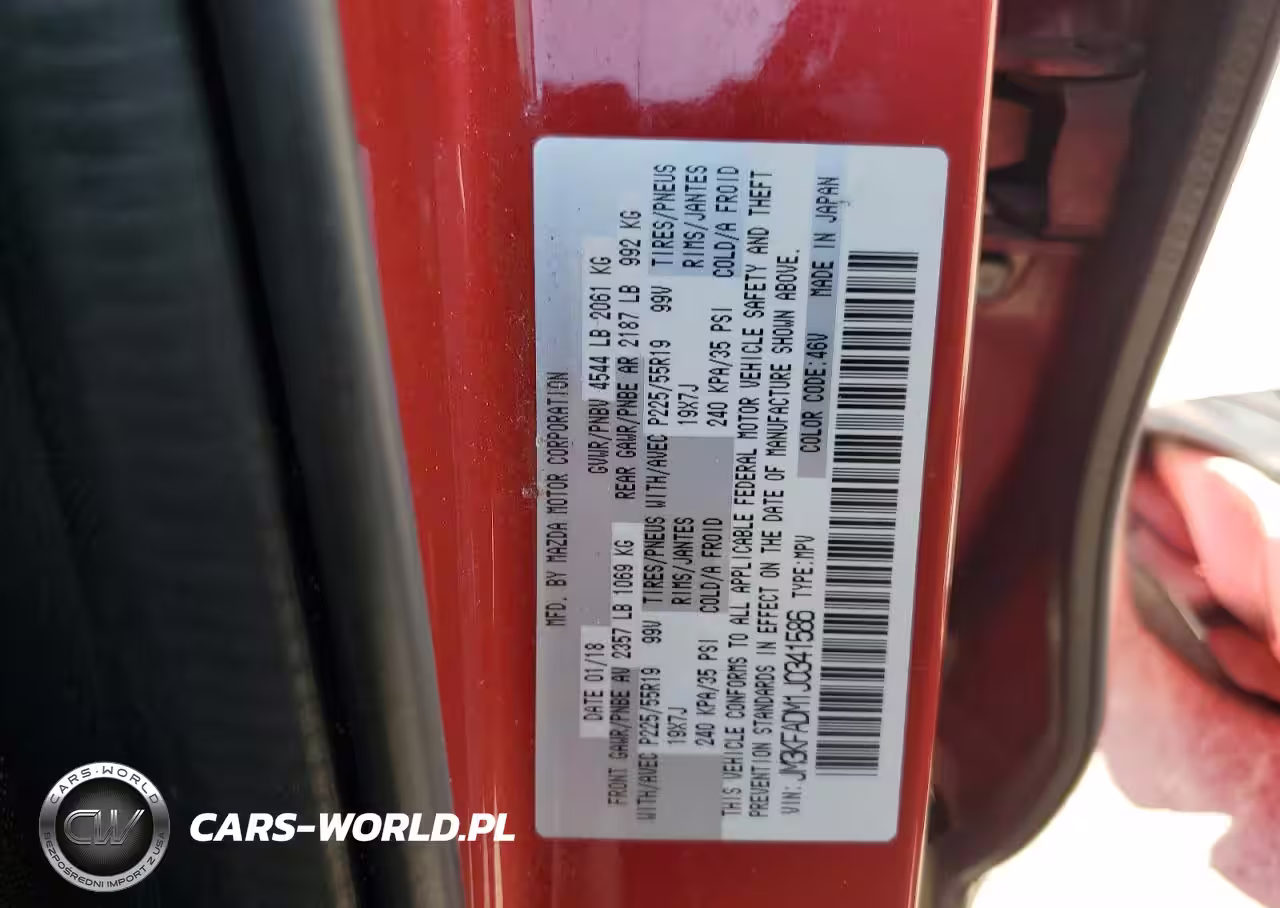 MFD. BY MAZDA MOTOR CORPORATION
DATE 01/18 GVWR/PNBV 4544 LB 2061 KG
FRONT GAWR/PNBE AV 2357 LB 1069 KG REAR GAWR/PNBE AR 2187 LB 992 KG
WITH/AVEC P225/55R19 99V TIRES/PNEUS WITH/AVEC P225/55R19 99V TIRES/PNEUS
19X7J RIMS/JANTES 19X7J RIMS/JANTES
240 KPA/35 PSI COLD/A FROID 240 KPA/35 PSI COLD/A FROID
THIS VEHICLE CONFORMS TO ALL APPLICABLE FEDERAL MOTOR VEHICLE SAFETY AND THEFT
PREVENTION STANDARDS IN EFFECT ON THE DATE OF MANUFACTURE SHOWN ABOVE.
VIN: JM3KFADM1J0341586 TYPE:MPV COLOR CODE:46V MADE IN JAPAN
CARS-WORLD
CW
BEZPOŚREDNI IMPORT Z USA
CARS-WORLD.PL